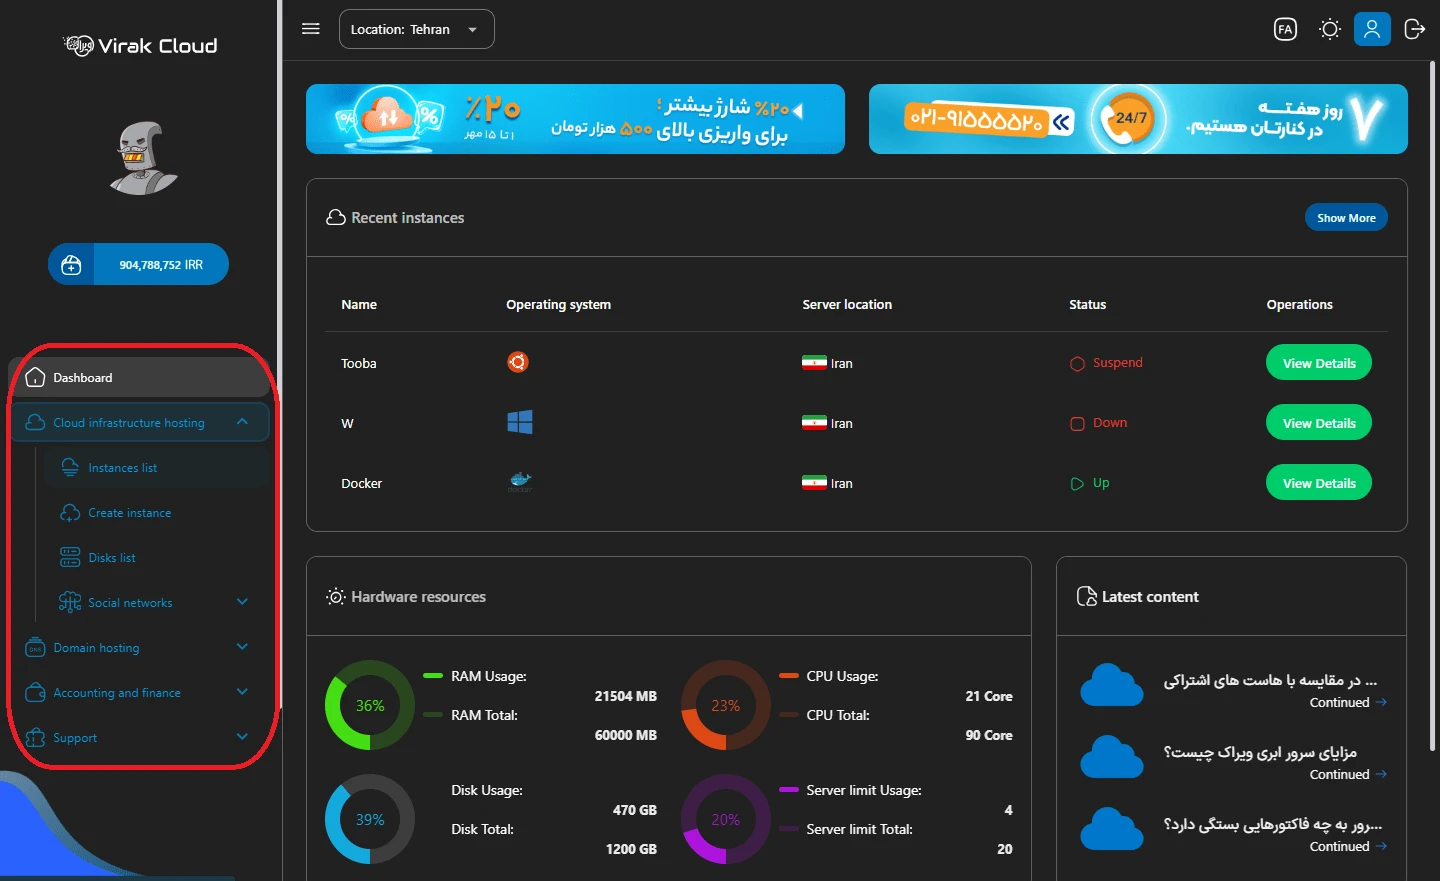 Virak Cloud
904,788,752 IRR
Dashboard
Cloud infrastructure hosting
Instances list
Create instance
Disks list
Social networks
Domain hosting
Accounting and finance
Support
Location: Tehran
FA
۲۰% شارژ بیشتر !
برای واریزی بالای ۵۰۰ هزار تومان
٪۲۰
۱ تا ۱۵ مهر
% %
۷ روز هفتـــه
در کنارتـان هستیم.
24/7
۰۲۱-۹۱۵۵۵۵۲۰
Recent instances
Show More
Name Operating system Server location Status Operations
Tooba Iran Suspend View Details
W Iran Down View Details
Docker docker Iran Up View Details
Hardware resources
36%
RAM Usage:
21504 MB
RAM Total:
60000 MB
23%
CPU Usage:
21 Core
CPU Total:
90 Core
39%
Disk Usage:
470 GB
Disk Total:
1200 GB
20%
Server limit Usage:
4
Server limit Total:
20
Latest content
در مقایسه با هاست های اشتراکی ...
Continued
مزایای سرور ابری ویراک چیست؟
Continued
...رور به چه فاکتورهایی بستگی دارد؟
Continued